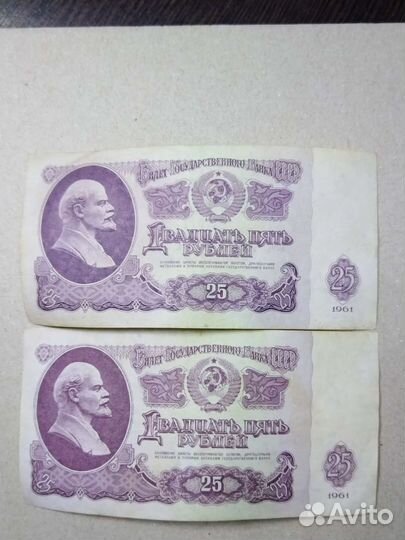 Билет Государственного Банка СССР
Двадцать пять
рублей
25
25
1961
Билет Государственного Банка СССР
Двадцать пять
рублей
25
25
1961
Avito